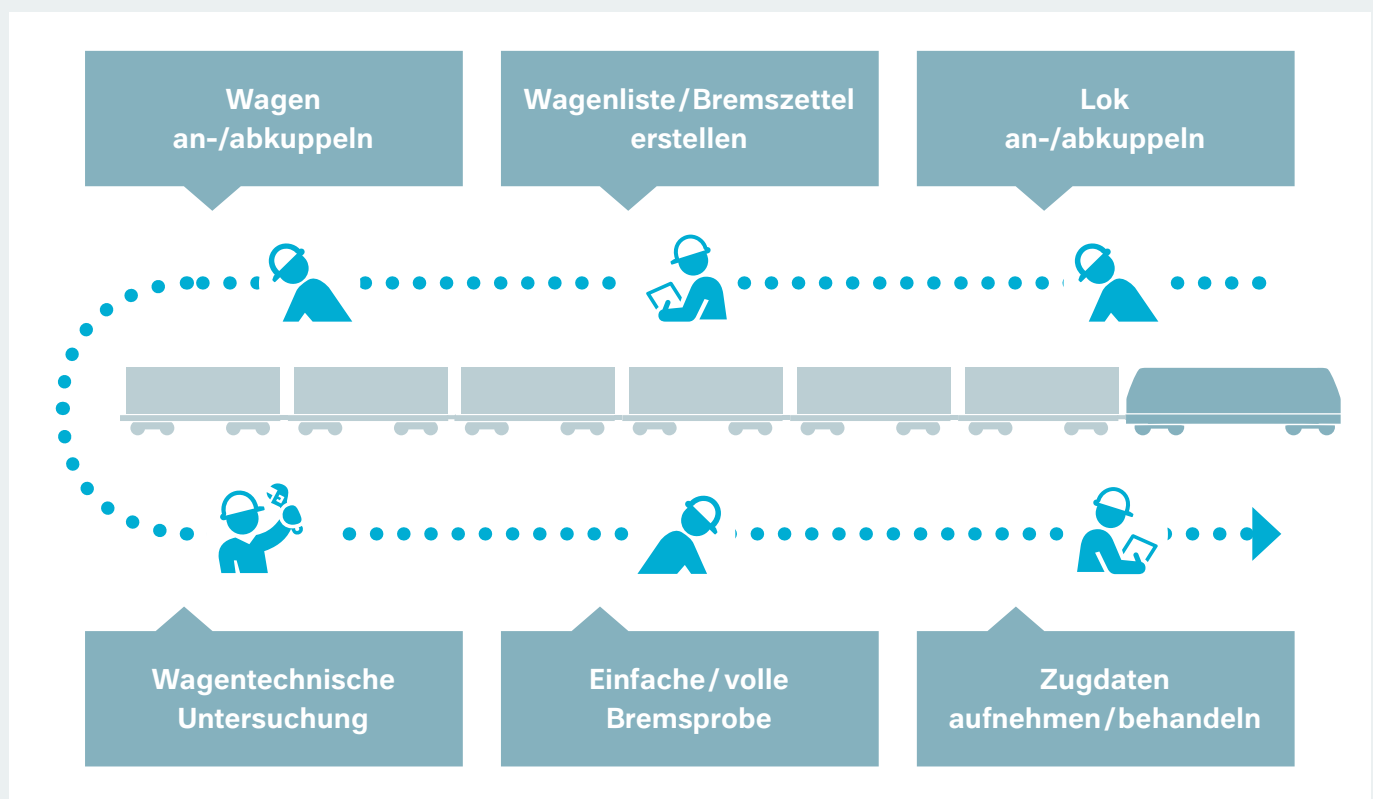 Wagen
an-/abkuppeln
Wagenliste/Bremszettel
erstellen
Lok
an-/abkuppeln
Wagentechnische
Untersuchung
Einfache/volle
Bremsprobe
Zugdaten
aufnehmen/behandeln